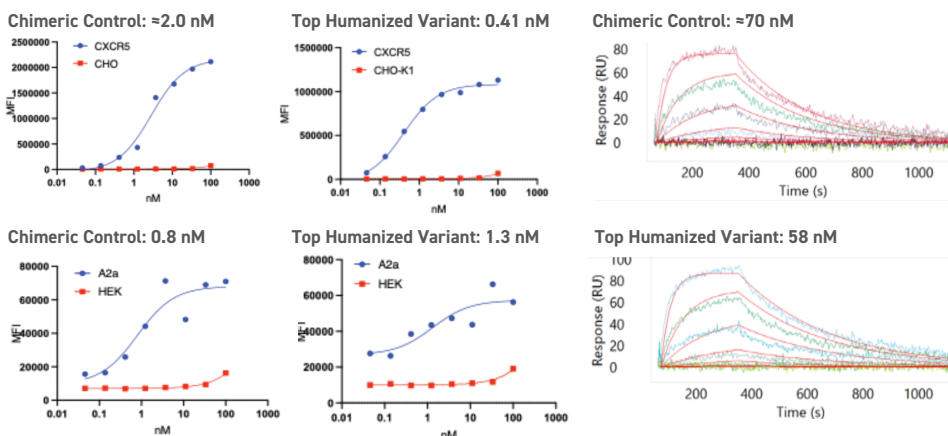 Chimeric Control: ≈2.0 nM
CXCR5
CHO
MFI
2500000
2000000
1500000
1000000
500000
0
0.01 0.1 1 10 100 1000
nM
Top Humanized Variant: 0.41 nM
CXCR5
CHO-K1
MFI
1500000
1000000
500000
0
0.01 0.1 1 10 100 1000
nM
Chimeric Control: ≈70 nM
Response (RU)
80
60
40
20
0
200 400 600 800 1000
Time (s)
Chimeric Control: 0.8 nM
A2a
HEK
MFI
80000
60000
40000
20000
0
0.01 0.1 1 10 100 1000
nM
Top Humanized Variant: 1.3 nM
A2a
HEK
MFI
80000
60000
40000
20000
0
0.01 0.1 1 10 100 1000
nM
Top Humanized Variant: 58 nM
Response (RU)
100
80
60
40
20
0
200 400 600 800 1000
Time (s)